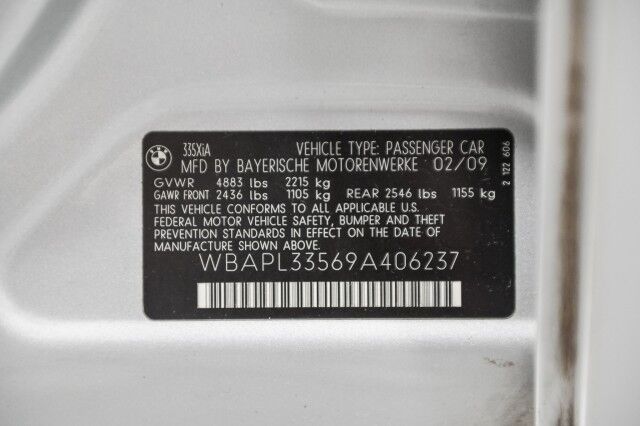 BMW
335XiA VEHICLE TYPE: PASSENGER CAR
MFD BY BAYERISCHE MOTORENWERKE 02/09
GVWR 4883 lbs 2215 kg
GAWR FRONT 2436 lbs 1105 kg REAR 2546 lbs 1155 kg
THIS VEHICLE CONFORMS TO ALL APPLICABLE U.S.
FEDERAL MOTOR VEHICLE SAFETY, BUMPER AND THEFT
PREVENTION STANDARDS IN EFFECT ON THE DATE OF
MANUFACTURE SHOWN ABOVE.
WBAPL33569A406237
2 122 606